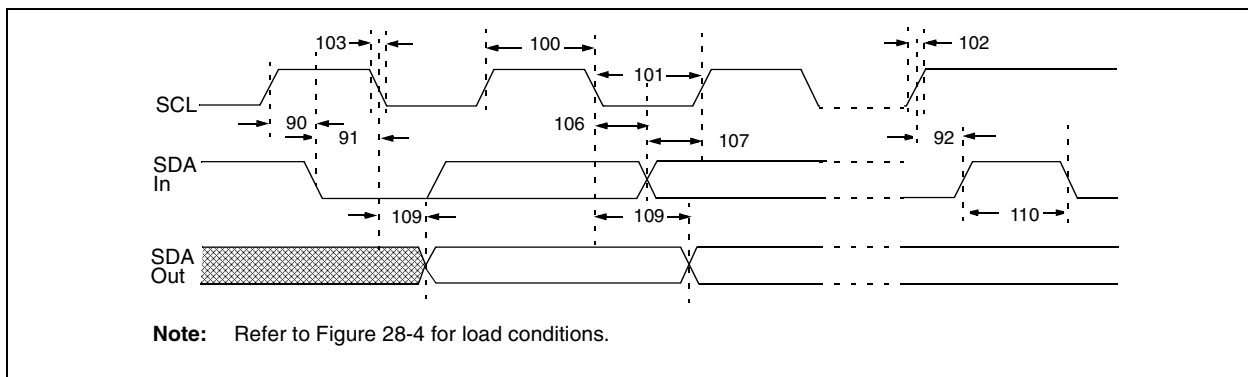 103
100
102
101
SCL
90
91
106
107
92
SDA
In
109
109
110
SDA
Out
Note: Refer to Figure 28-4 for load conditions.